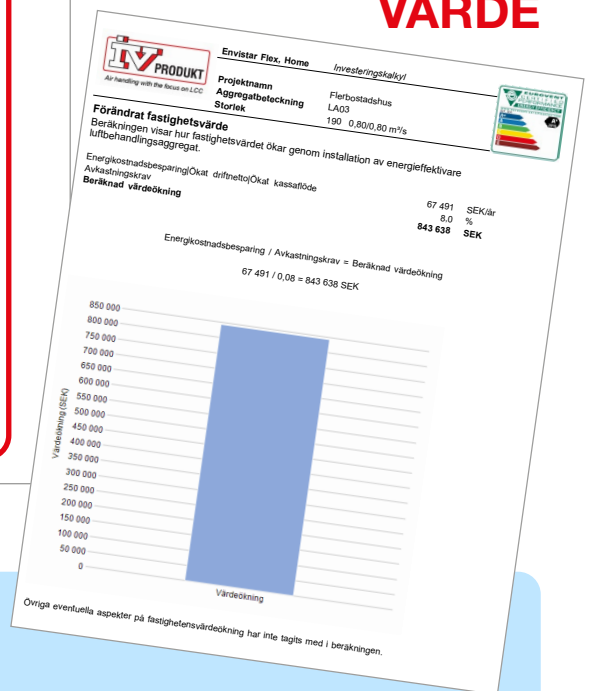 VÄRDE
IV PRODUKT
Air handling with the focus on LCC
Envistar Flex, Home Investeringskalkyl
Projektnamn Flerbostadshus
Aggregatbeteckning LA03
Storlek 190 0,80/0,80 m³/s
Förändrat fastighetsvärde
Beräkningen visar hur fastighetsvärdet ökar genom installation av energieffektivare
luftbehandlingsaggregat.
Energikostnadsbesparing|Ökat driftnetto|Ökat kassaflöde 67 491 SEK/år
Avkastningskrav 8.0 %
Beräknad värdeökning 843 638 SEK
Energikostnadsbesparing / Avkastningskrav = Beräknad värdeökning
67 491 / 0,08 = 843 638 SEK
850 000
800 000
750 000
700 000
650 000
600 000
550 000
500 000
450 000
400 000
350 000
300 000
250 000
200 000
150 000
100 000
50 000
0
Värdeökning (SEK)
Värdeökning
Övriga eventuella aspekter på fastighetensvärdeökning har inte tagits med i beräkningen.